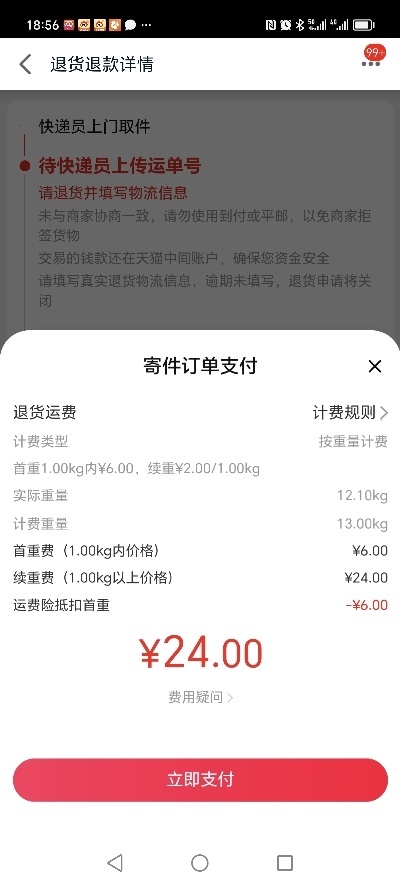 18:56
5G
4G
退货退款详情
99+
快递员上门取件
待快递员上传运单号
请退货并填写物流信息
未与商家协商一致，请勿使用到付或平邮，以免商家拒
签货物
交易的钱款还在天猫中间账户，确保您资金安全
请填写真实退货物流信息，逾期未填写，退货申请将关
闭
寄件订单支付
退货运费 计费规则
计费类型 按重量计费
首重1.00kg内¥6.00，续重¥2.00/1.00kg
实际重量 12.10kg
计费重量 13.00kg
首重费（1.00kg内价格） ¥6.00
续重费（1.00kg以上价格） ¥24.00
运费险抵扣首重 -¥6.00
¥24.00
费用疑问
立即支付